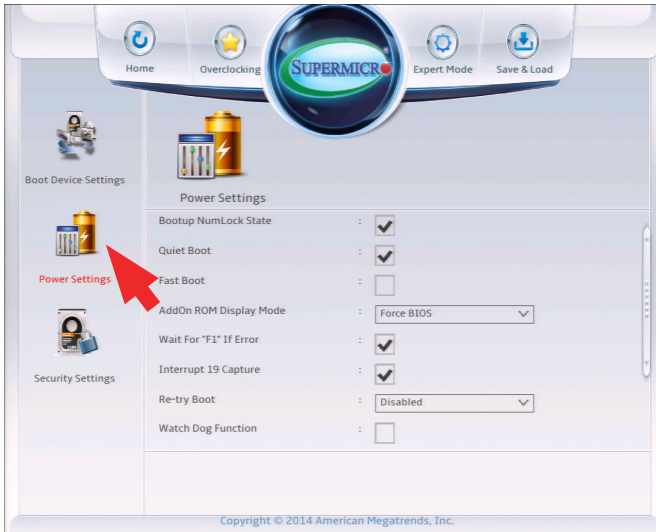 Home
Overclocking
SUPERMICR
Expert Mode
Save & Load
Boot Device Settings
Power Settings
Security Settings
Power Settings
Bootup NumLock State :
Quiet Boot :
Fast Boot :
AddOn ROM Display Mode : Force BIOS
Wait For "F1" If Error :
Interrupt 19 Capture :
Re-try Boot : Disabled
Watch Dog Function :
Copyright © 2014 American Megatrends, Inc.